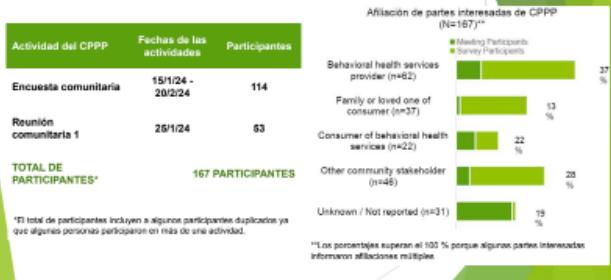 Actividad del CPPP
Fechas de las
actividades
Participantes
Encuesta comunitaria
15/1/24 -
20/2/24
114
Reunión
comunitaria 1
25/1/24
53
TOTAL DE
PARTICIPANTES*
167 PARTICIPANTES
*El total de participantes incluyen a algunos participantes duplicados ya
que algunas personas participaron en más de una actividad.
Afiliación de partes interesadas de CPPP
(N=167)**
Meeting Participants
Survey Participants
Behavioral health services
provider (n=62)
37
%
Family or loved one of
consumer (n=37)
13
%
Consumer of behavioral health
services (n=22)
22
%
Other community stakeholder
(n=46)
28
%
Unknown / Not reported (n=31)
19
%
**Los porcentajes superan el 100 % porque algunas partes interesadas
informaron afiliaciones múltiples